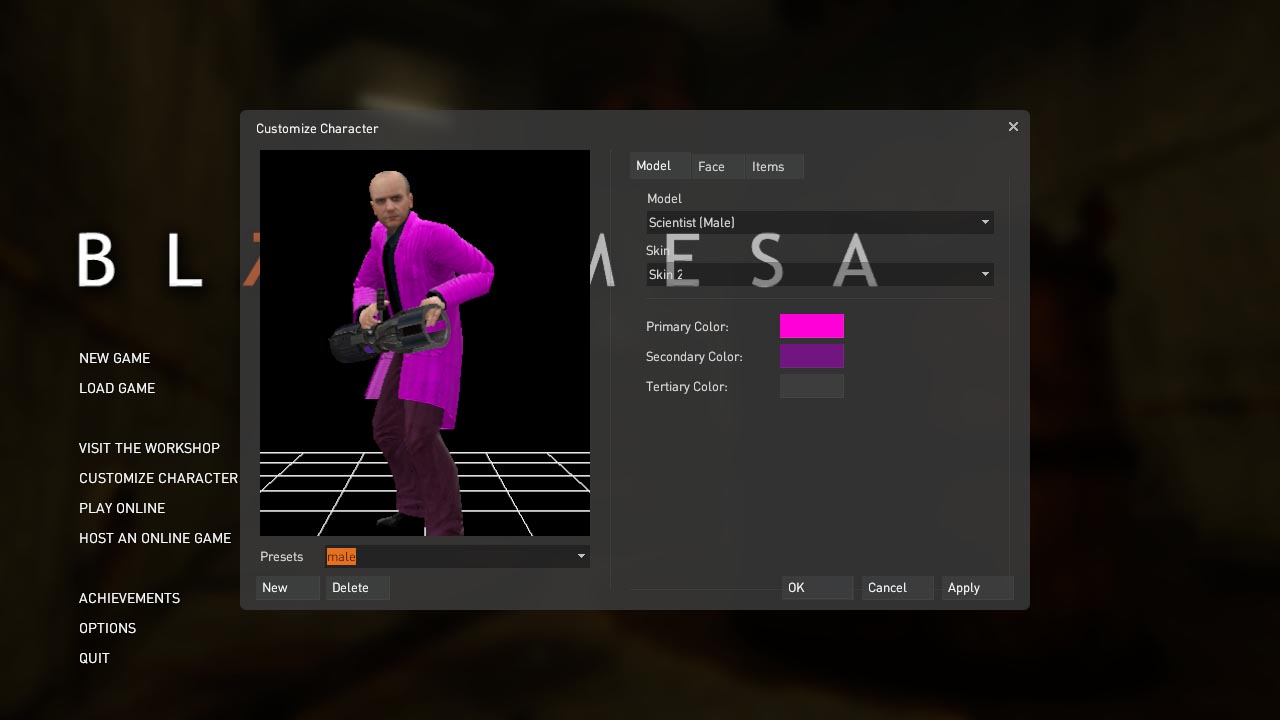 Customize Character
Model Face Items
Model
Scientist (Male)
BL MESA
Skin
Skin 2
Primary Color:
Secondary Color:
Tertiary Color:
NEW GAME
LOAD GAME
VISIT THE WORKSHOP
CUSTOMIZE CHARACTER
PLAY ONLINE
HOST AN ONLINE GAME
ACHIEVEMENTS
OPTIONS
QUIT
Presets male
New Delete
OK Cancel Apply